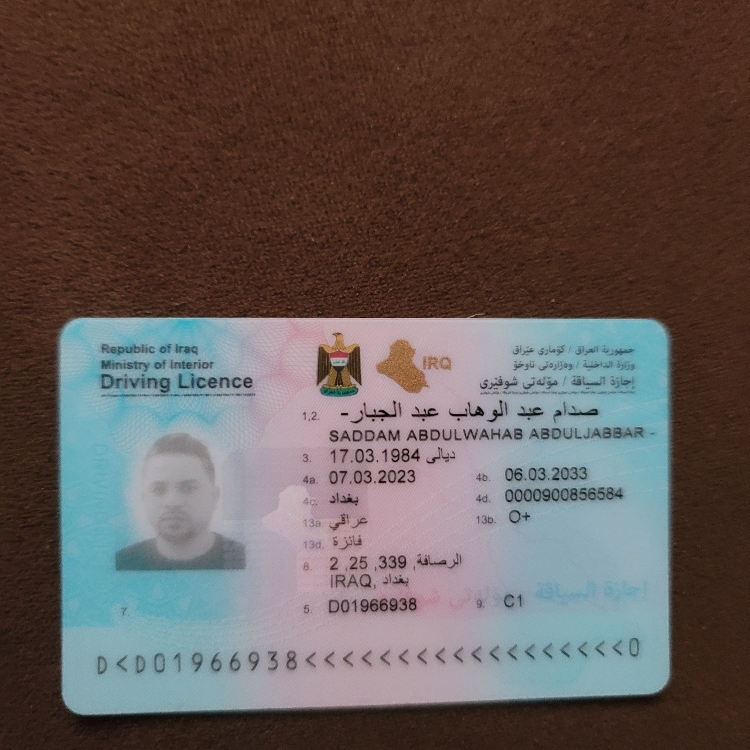 Republic of Iraq
Ministry of Interior
Driving Licence
IRQ
جمهورية العراق / كۆماری عێراق
وزارة الداخلية / وەزارەتی ناوخۆ
إجازة السياقة / مۆڵەتی شوفێری
1,2. صدام عبد الوهاب عبد الجبار-
SADDAM ABDULWAHAB ABDULJABBAR -
3. 17.03.1984 ديالى
4a. 07.03.2023 4b. 06.03.2033
4c. بغداد 4d. 0000900856584
13a. عراقي 13b. O+
13d. فائزة
8. الرصافة, 339, 25, 2
بغداد, IRAQ
7. 5. D01966938 9. C1
D<D01966938<<<<<<<<<<<<<<<<<<<0